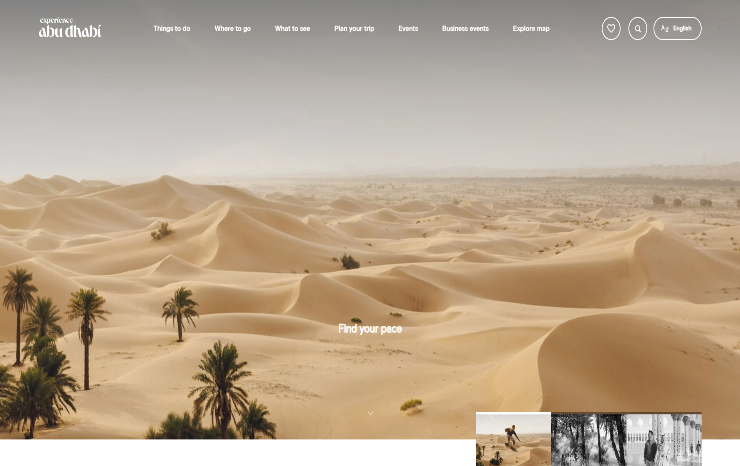 experience
abu dhabi
Things to do
Where to go
What to see
Plan your trip
Events
Business events
Explore map
English
Find your pace